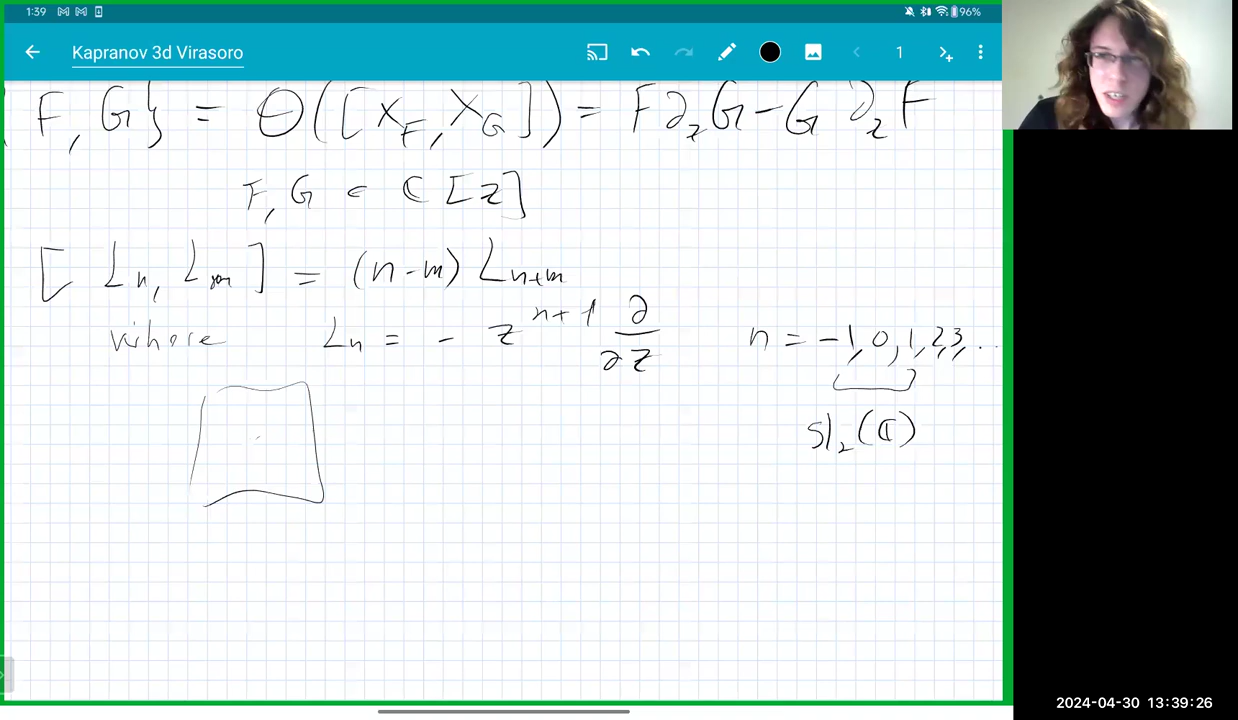 1:39
96%
Kapranov 3d Virasoro
1
F, G} = Θ([X_F, X_G]) = F∂_zG - G∂_zF
F, G ∈ ℂ[z]
[L_n, L_m] = (n-m) L_{n+m}
where L_n = - z^{n+1} ∂/∂z n = -1, 0, 1, 2, 3, ...
sl_2(ℂ)
2024-04-30 13:39:26